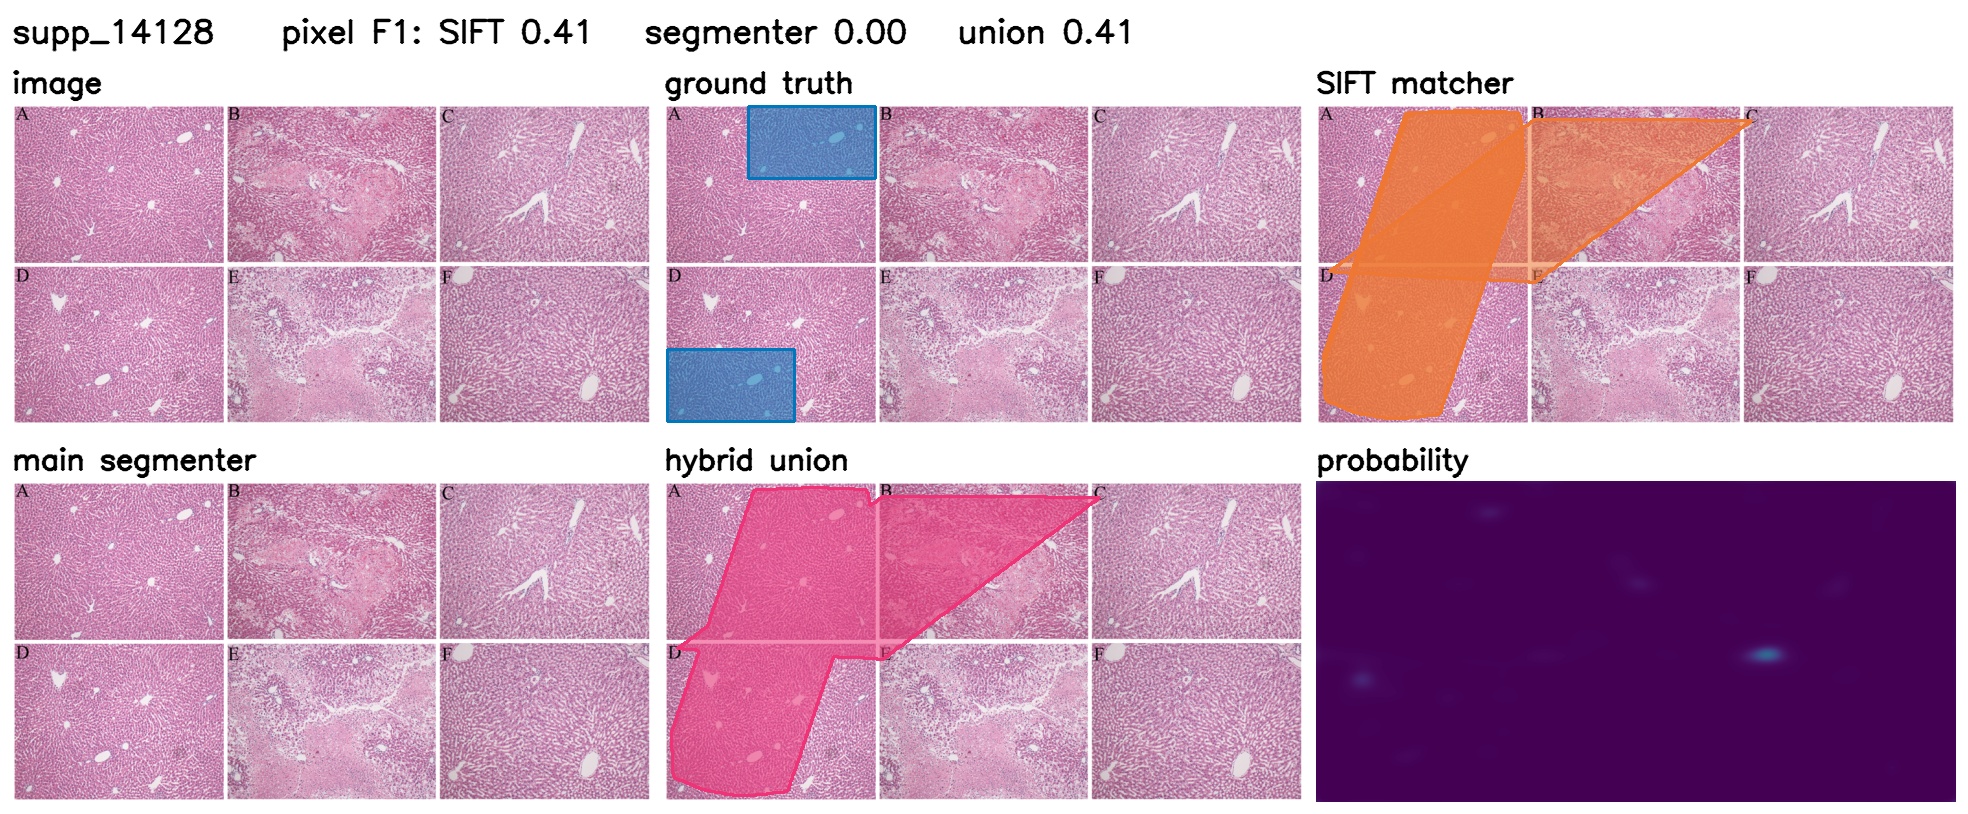 supp_14128 pixel F1: SIFT 0.41 segmenter 0.00 union 0.41
image ground truth SIFT matcher
A B C A B C A B C
D E F D E F D E F
main segmenter hybrid union probability
A B C A B C
D E F D E F